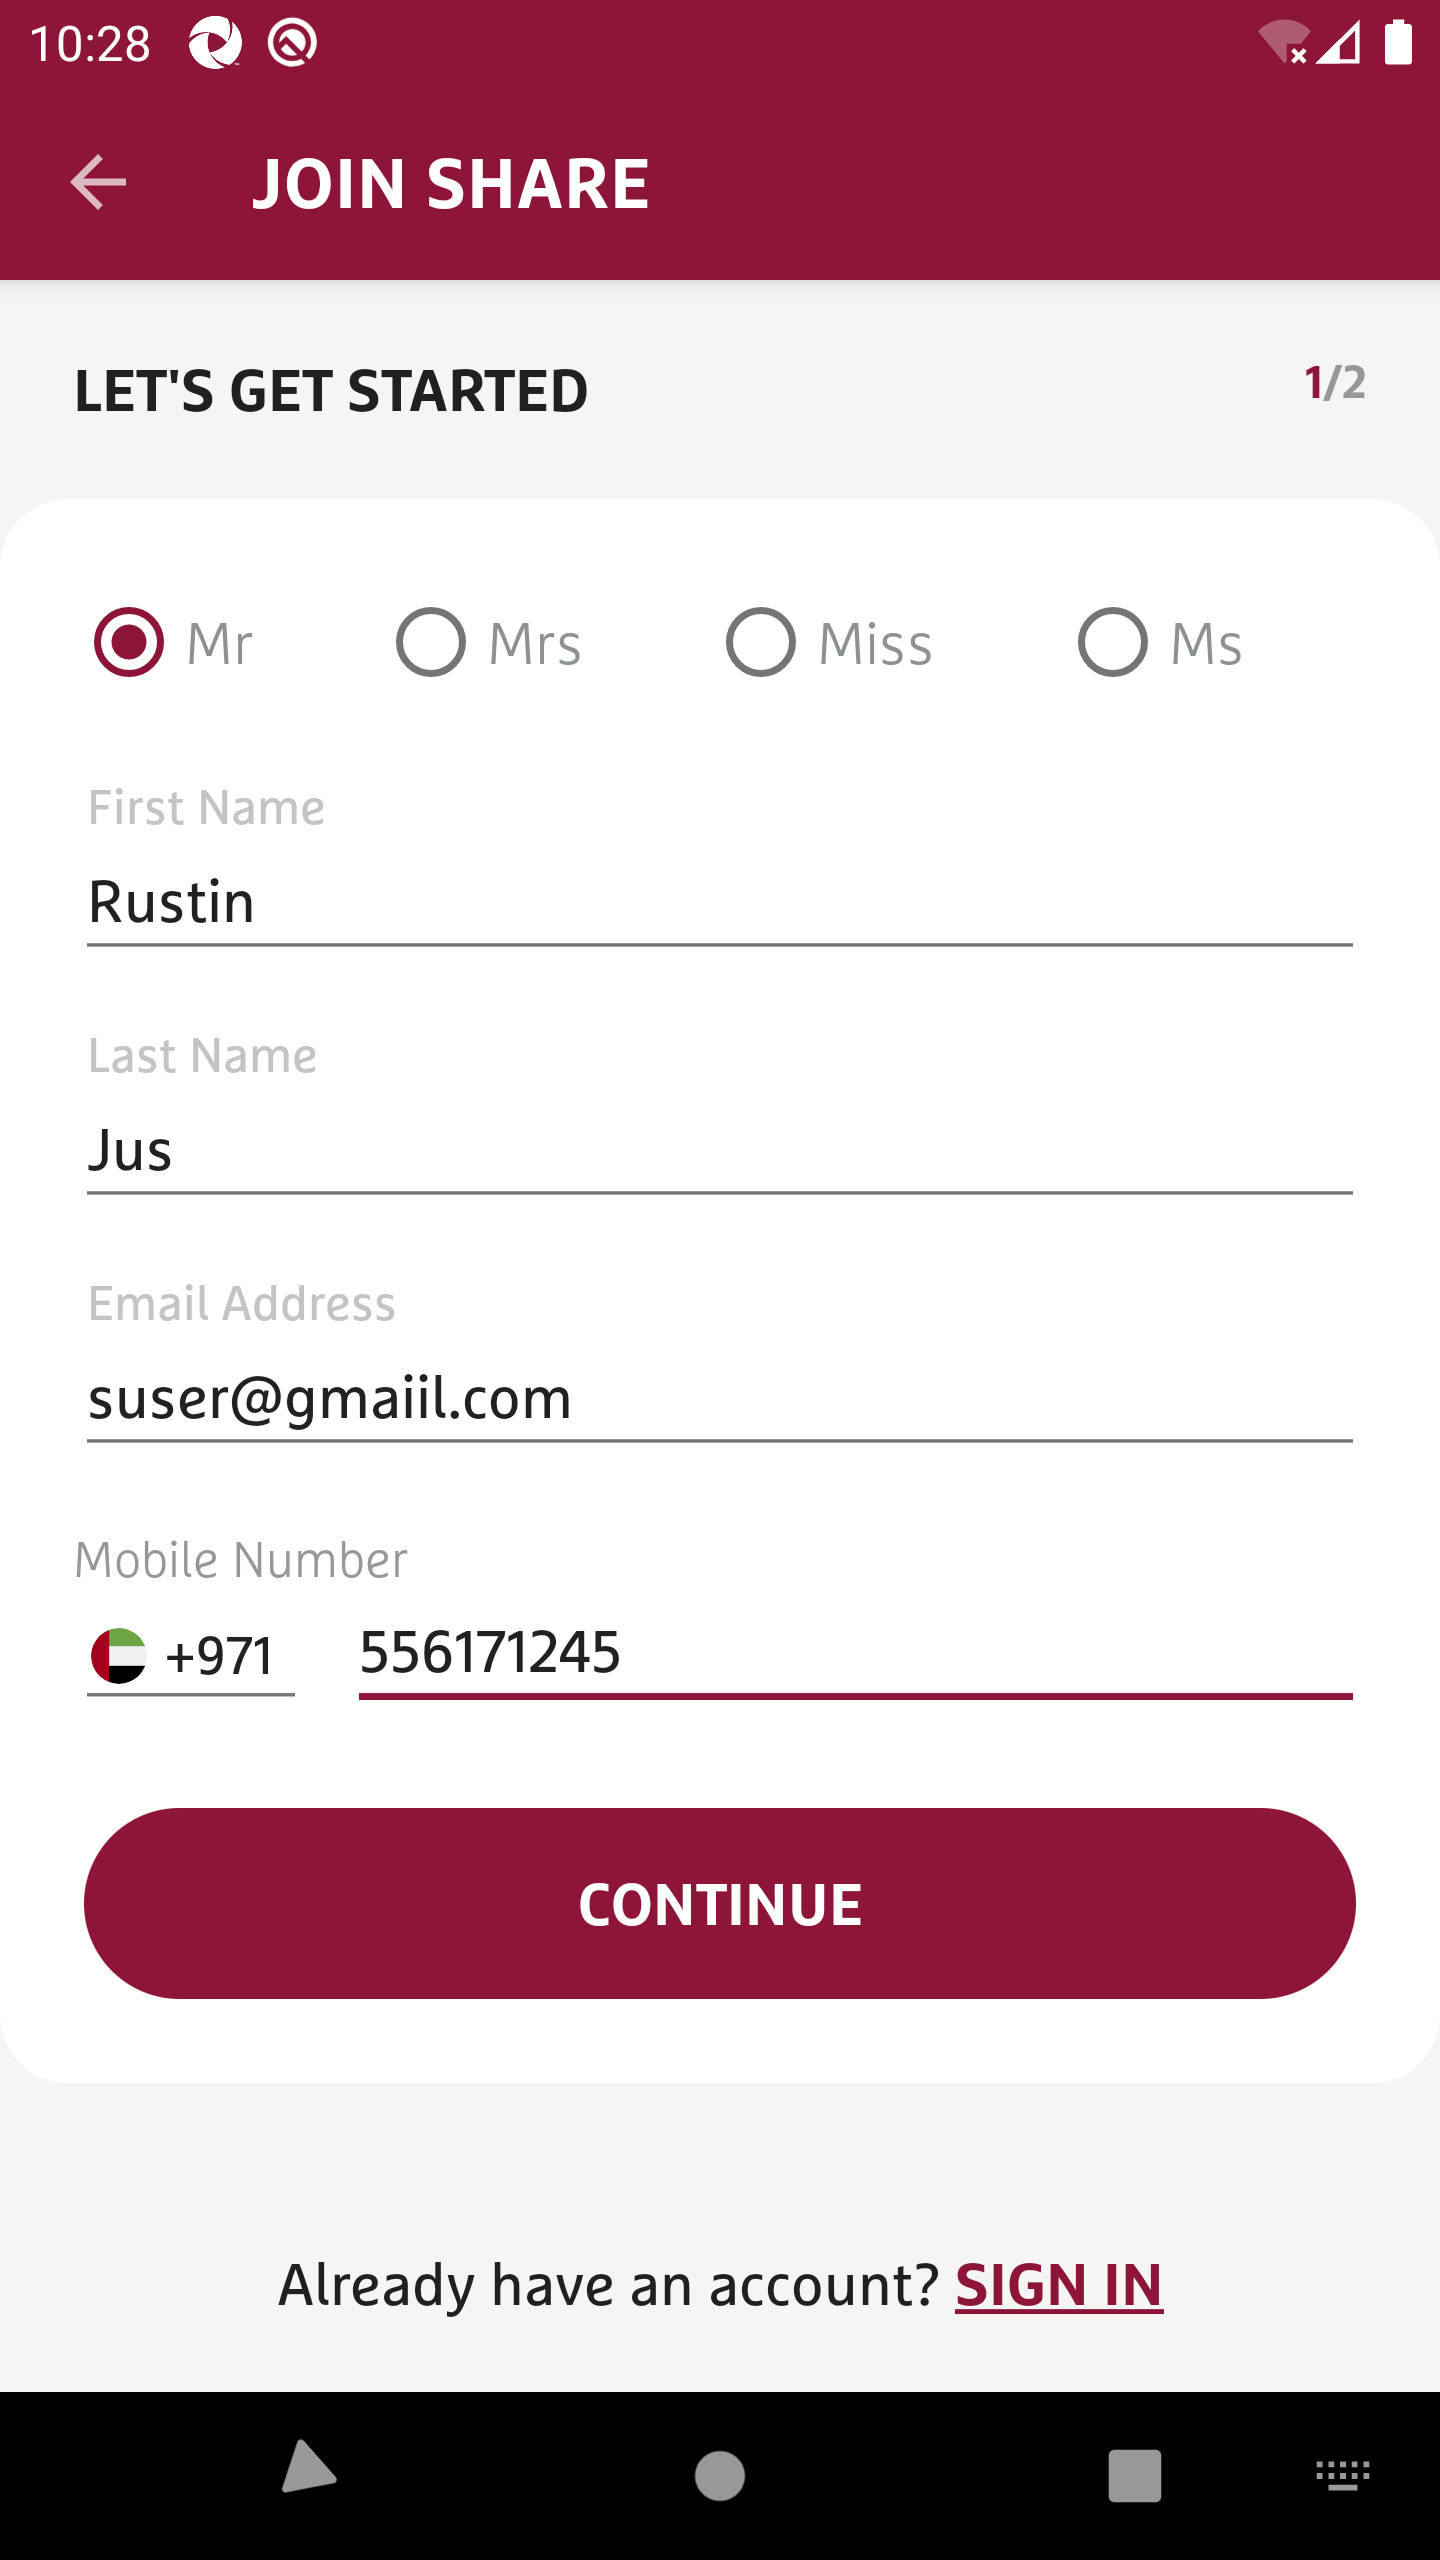 10:28
JOIN SHARE
LET'S GET STARTED
1/2
Mr Mrs Miss Ms
First Name
Rustin
Last Name
Jus
Email Address
suser@gmaiil.com
Mobile Number
+971 556171245
CONTINUE
Already have an account? SIGN IN